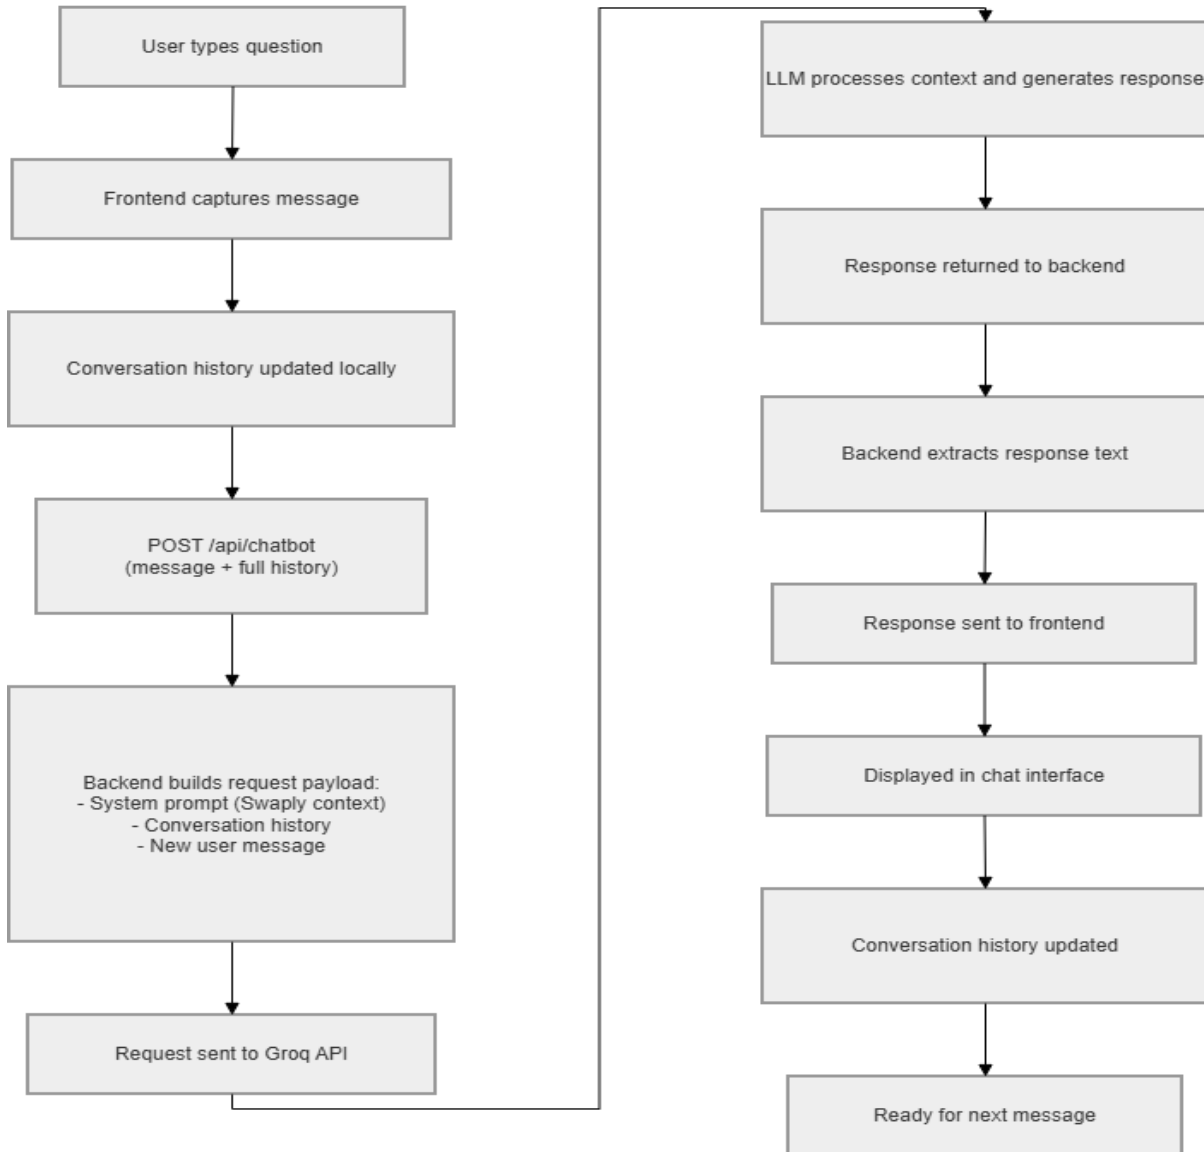 User types question
Frontend captures message
Conversation history updated locally
POST /api/chatbot
(message + full history)
Backend builds request payload:
- System prompt (Swaply context)
- Conversation history
- New user message
Request sent to Groq API
LLM processes context and generates response
Response returned to backend
Backend extracts response text
Response sent to frontend
Displayed in chat interface
Conversation history updated
Ready for next message